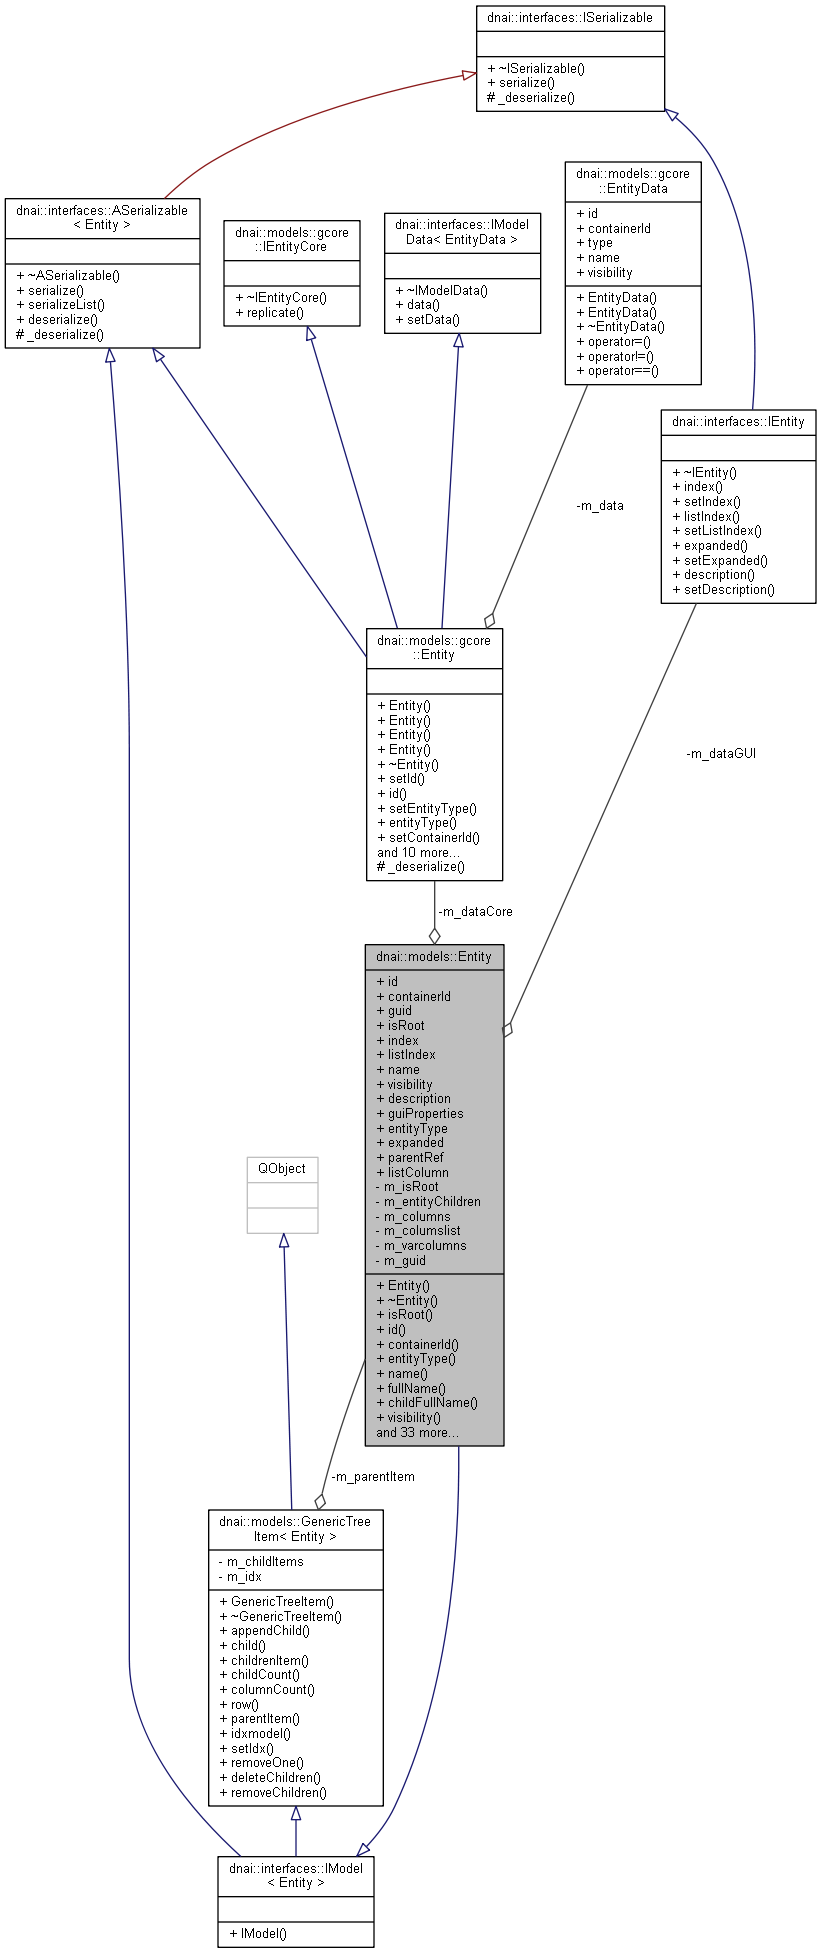 dnai::interfaces::ISerializable
+ ~ISerializable()
+ serialize()
# _deserialize()
dnai::models::gcore
::EntityData
+ id
+ containerId
+ type
+ name
+ visibility
+ EntityData()
+ EntityData()
+ ~EntityData()
+ operator=()
+ operator!=()
+ operator==()
dnai::interfaces::ASerializable
< Entity >
+ ~ASerializable()
+ serialize()
+ serializeList()
+ deserialize()
# _deserialize()
dnai::models::gcore
::IEntityCore
+ ~IEntityCore()
+ replicate()
dnai::interfaces::IModel
Data< EntityData >
+ ~IModelData()
+ data()
+ setData()
dnai::interfaces::IEntity
+ ~IEntity()
+ index()
+ setIndex()
+ listIndex()
+ setListIndex()
+ expanded()
+ setExpanded()
+ description()
+ setDescription()
-m_data
dnai::models::gcore
::Entity
+ Entity()
+ Entity()
+ Entity()
+ Entity()
+ ~Entity()
+ setId()
+ id()
+ setEntityType()
+ entityType()
+ setContainerId()
and 10 more...
# _deserialize()
-m_dataGUI
-m_dataCore
dnai::models::Entity
+ id
+ containerId
+ guid
+ isRoot
+ index
+ listIndex
+ name
+ visibility
+ description
+ guiProperties
+ entityType
+ expanded
+ parentRef
+ listColumn
- m_isRoot
- m_entityChildren
- m_columns
- m_columslist
- m_varcolumns
- m_guid
+ Entity()
+ ~Entity()
+ isRoot()
+ id()
+ containerId()
+ entityType()
+ name()
+ fullName()
+ childFullName()
+ visibility()
and 33 more...
QObject
-m_parentItem
dnai::models::GenericTree
Item< Entity >
- m_childItems
- m_idx
+ GenericTreeItem()
+ ~GenericTreeItem()
+ appendChild()
+ child()
+ childrenItem()
+ childCount()
+ columnCount()
+ row()
+ parentItem()
+ idxmodel()
+ setIdx()
+ removeOne()
+ deleteChildren()
+ removeChildren()
dnai::interfaces::IModel
< Entity >
+ IModel()